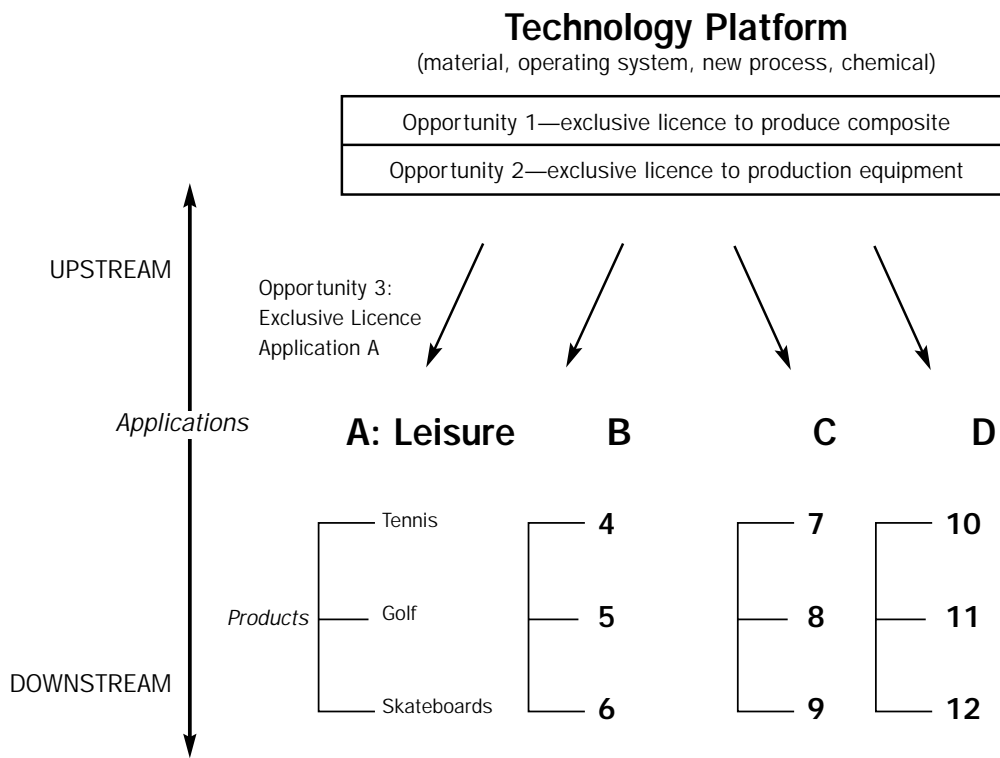 Technology Platform
(material, operating system, new process, chemical)
Opportunity 1—exclusive licence to produce composite
Opportunity 2—exclusive licence to production equipment
UPSTREAM
Opportunity 3:
Exclusive Licence
Application A
Applications
A: Leisure
B
C
D
Products
Tennis
Golf
Skateboards
4
5
6
7
8
9
10
11
12
DOWNSTREAM